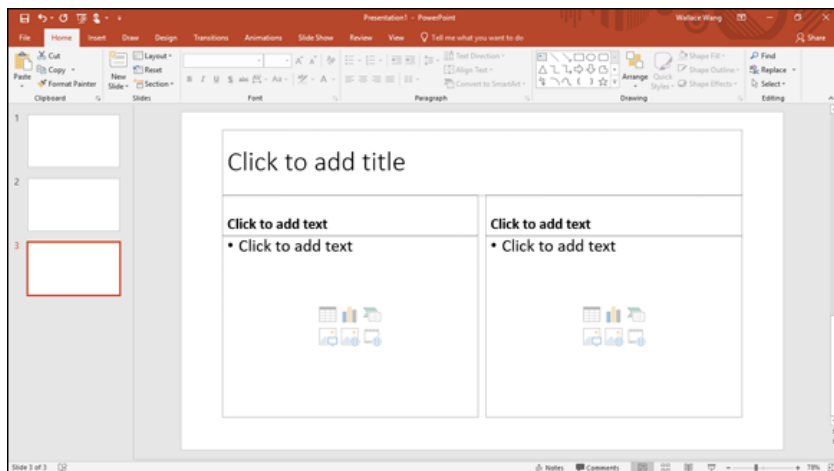 Presentation1 - PowerPoint
Wallace Wang
File Home Insert Draw Design Transitions Animations Slide Show Review View Tell me what you want to do
Share
Cut
Copy
Format Painter
Paste
Clipboard
New Slide
Layout
Reset
Section
Slides
B I U S abc AV Aa A
Font
Text Direction
Align Text
Convert to SmartArt
Paragraph
Arrange
Quick Styles
Shape Fill
Shape Outline
Shape Effects
Drawing
Find
Replace
Select
Editing
1
2
3
Click to add title
Click to add text
• Click to add text
Click to add text
• Click to add text
Slide 3 of 3
Notes
Comments
78%